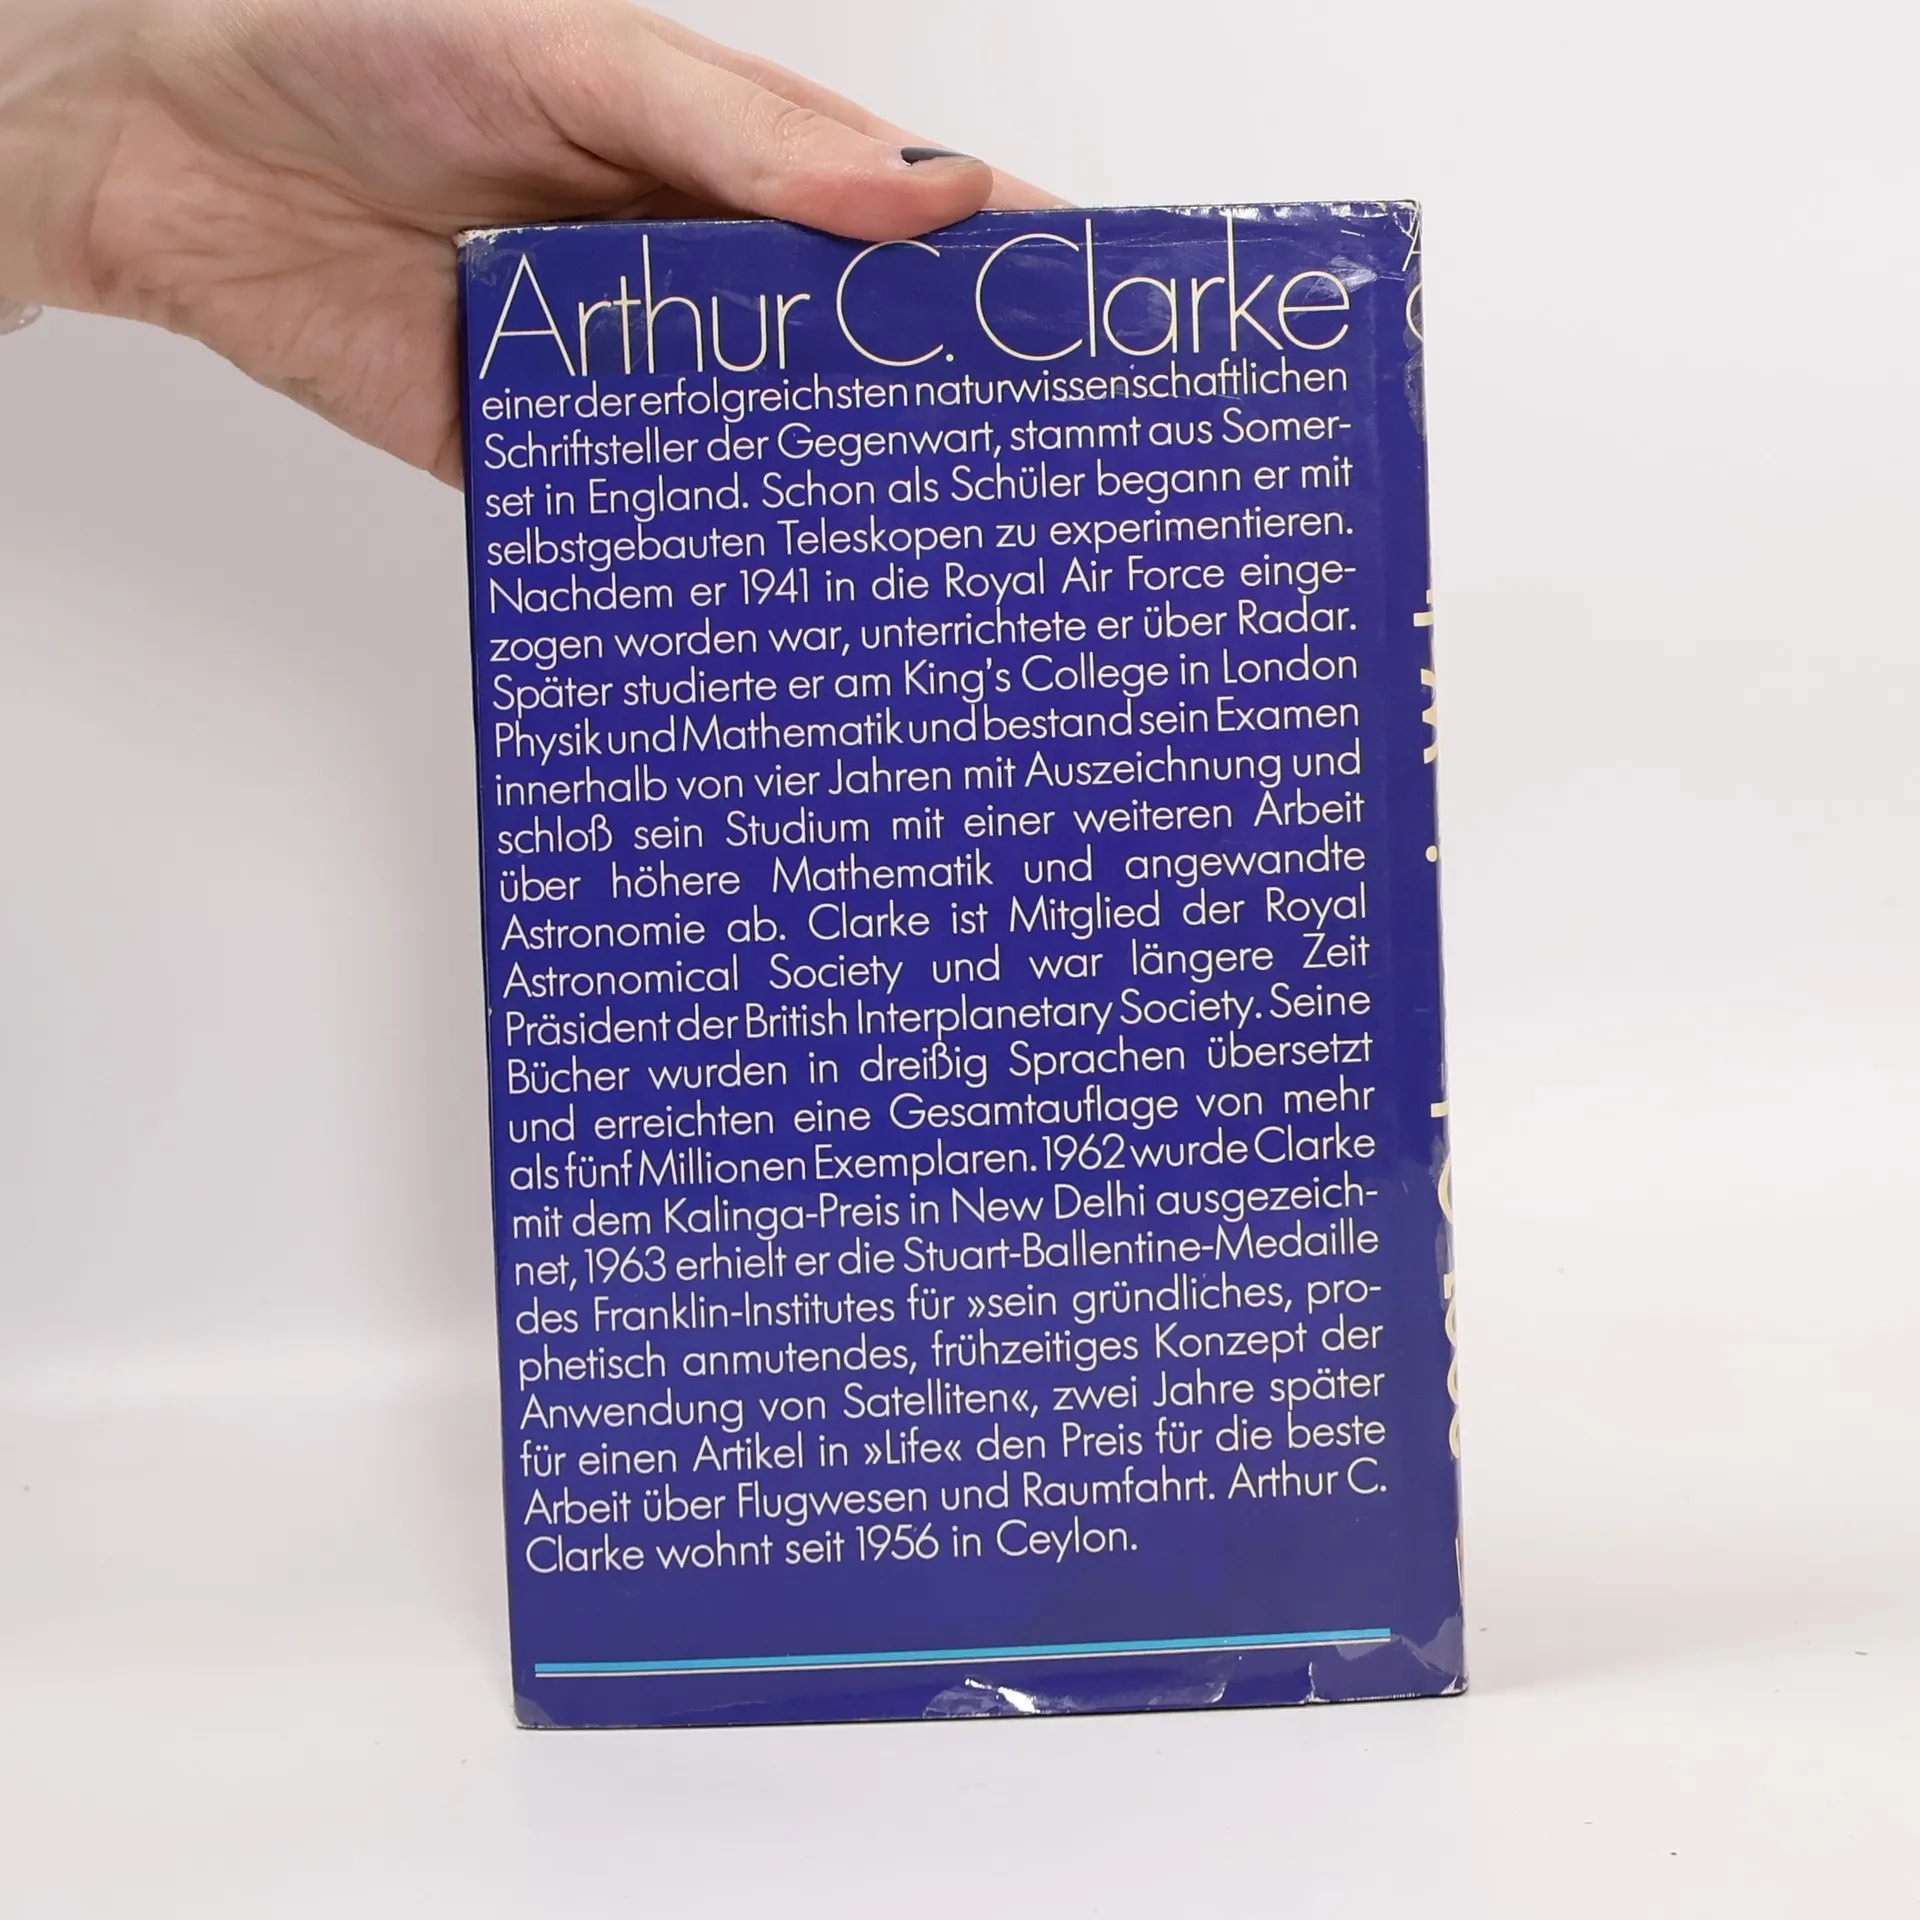 Arthur C. Clarke
einer der erfolgreichsten naturwissenschaftlichen
Schriftsteller der Gegenwart, stammt aus Somer-
set in England. Schon als Schüler begann er mit
selbstgebauten Teleskopen zu experimentieren.
Nachdem er 1941 in die Royal Air Force einge-
zogen worden war, unterrichtete er über Radar.
Später studierte er am King's College in London
Physik und Mathematik und bestand sein Examen
innerhalb von vier Jahren mit Auszeichnung und
schloß sein Studium mit einer weiteren Arbeit
über höhere Mathematik und angewandte
Astronomie ab. Clarke ist Mitglied der Royal
Astronomical Society und war längere Zeit
Präsident der British Interplanetary Society. Seine
Bücher wurden in dreißig Sprachen übersetzt
und erreichten eine Gesamtauflage von mehr
als fünf Millionen Exemplaren. 1962 wurde Clarke
mit dem Kalinga-Preis in New Delhi ausgezeich-
net, 1963 erhielt er die Stuart-Ballentine-Medaille
des Franklin-Institutes für »sein gründliches, pro-
phetisch anmutendes, frühzeitiges Konzept der
Anwendung von Satelliten«, zwei Jahre später
für einen Artikel in »Life« den Preis für die beste
Arbeit über Flugwesen und Raumfahrt. Arthur C.
Clarke wohnt seit 1956 in Ceylon.